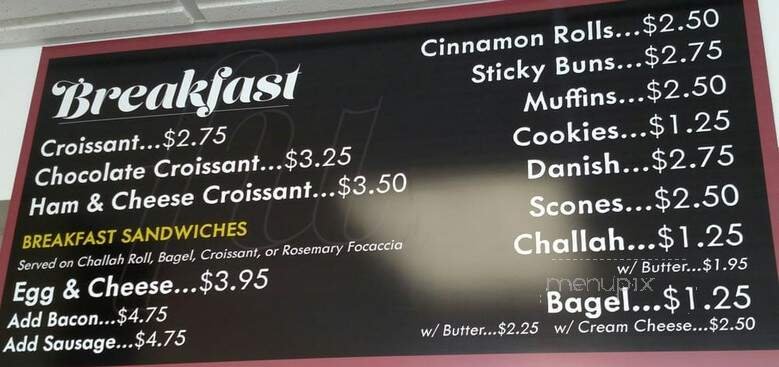 Breakfast
Croissant...$2.75
Chocolate Croissant...$3.25
Ham & Cheese Croissant...$3.50
BREAKFAST SANDWICHES
Served on Challah Roll, Bagel, Croissant, or Rosemary Focaccia
Egg & Cheese...$3.95
Add Bacon...$4.75
Add Sausage...$4.75
Cinnamon Rolls...$2.50
Sticky Buns...$2.75
Muffins...$2.50
Cookies...$1.25
Danish...$2.75
Scones...$2.50
Challah...$1.25
w/ Butter...$1.95
menupix
Bagel...$1.25
w/ Butter...$2.25 w/ Cream Cheese...$2.50